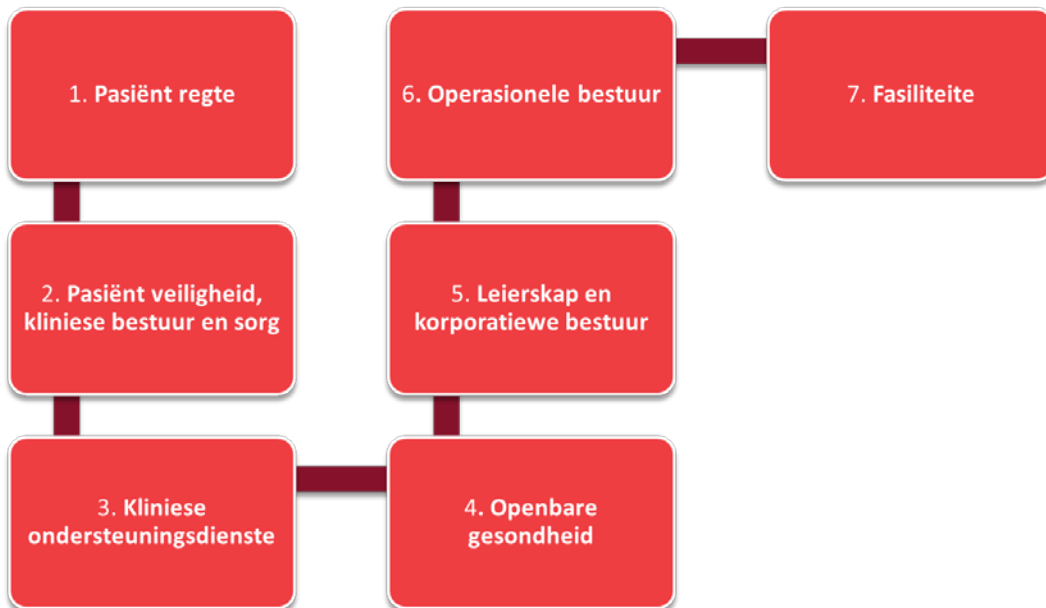 1. Pasiënt regte
2. Pasiënt veiligheid,
kliniese bestuur en sorg
3. Kliniese
ondersteuningsdienste
4. Openbare
gesondheid
5. Leierskap en
korporatiewe bestuur
6. Operasionele bestuur
7. Fasiliteite